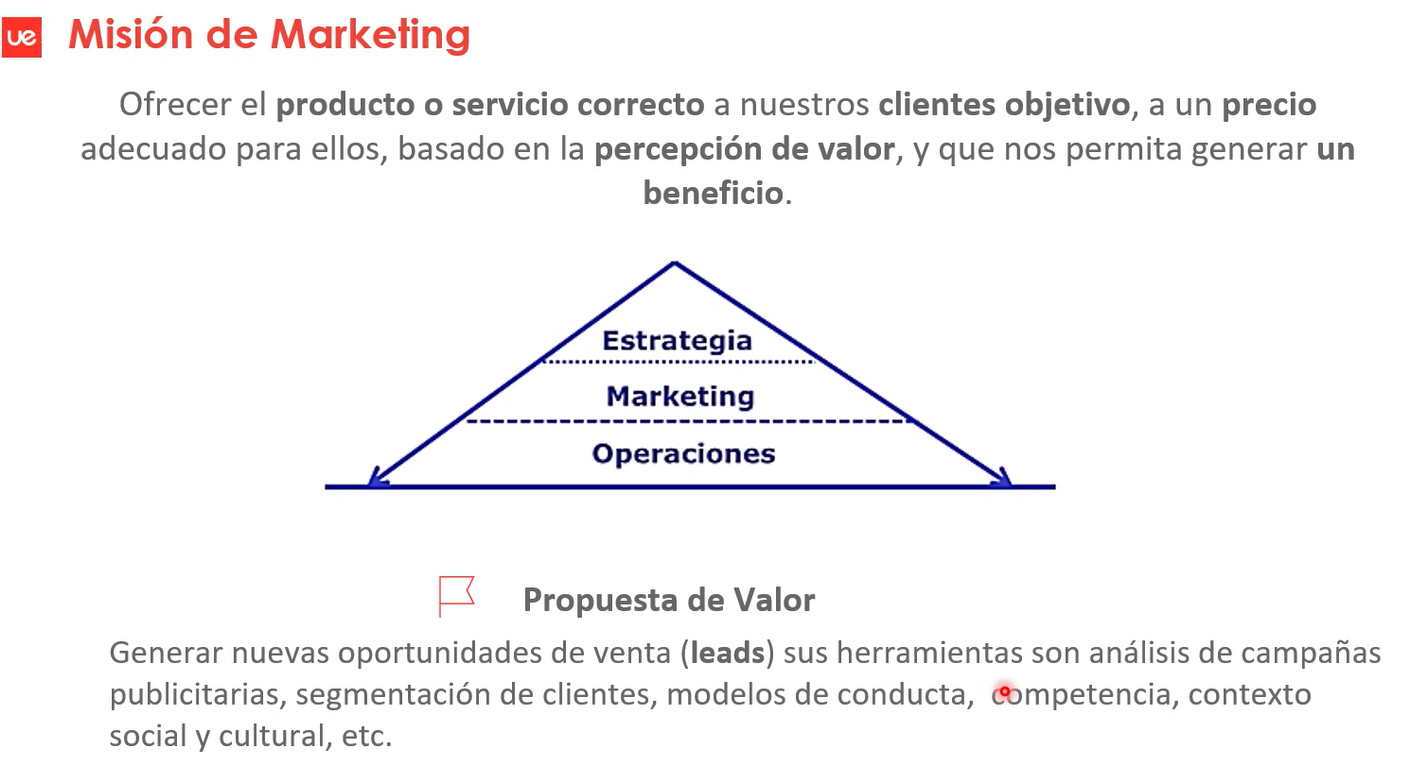 ue Misión de Marketing
Ofrecer el producto o servicio correcto a nuestros clientes objetivo, a un precio
adecuado para ellos, basado en la percepción de valor, y que nos permita generar un
beneficio.
Estrategia
Marketing
Operaciones
Propuesta de Valor
Generar nuevas oportunidades de venta (leads) sus herramientas son análisis de campañas
publicitarias, segmentación de clientes, modelos de conducta, competencia, contexto
social y cultural, etc.